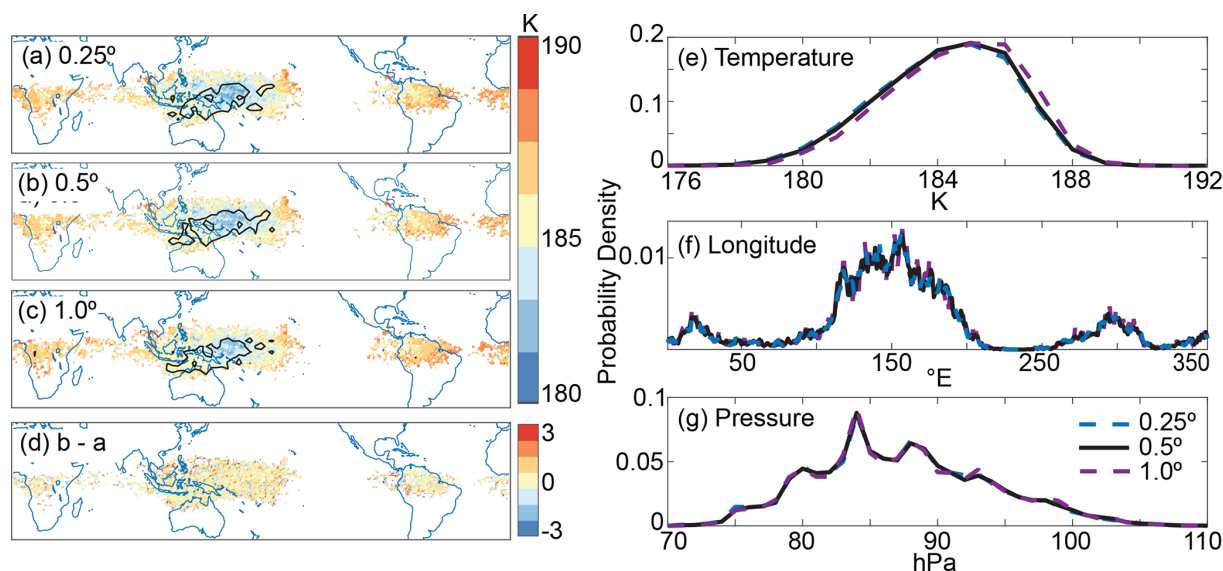 (a) 0.25º
(b) 0.5º
(c) 1.0º
(d) b - a
K
190
185
180
3
0
-3
Probability Density
(e) Temperature
0.2
0.1
0
176
180
184
188
192
K
(f) Longitude
0.01
50
150
250
350
°E
(g) Pressure
0.1
0.05
0
0.25º
0.5º
1.0º
70
80
90
100
110
hPa